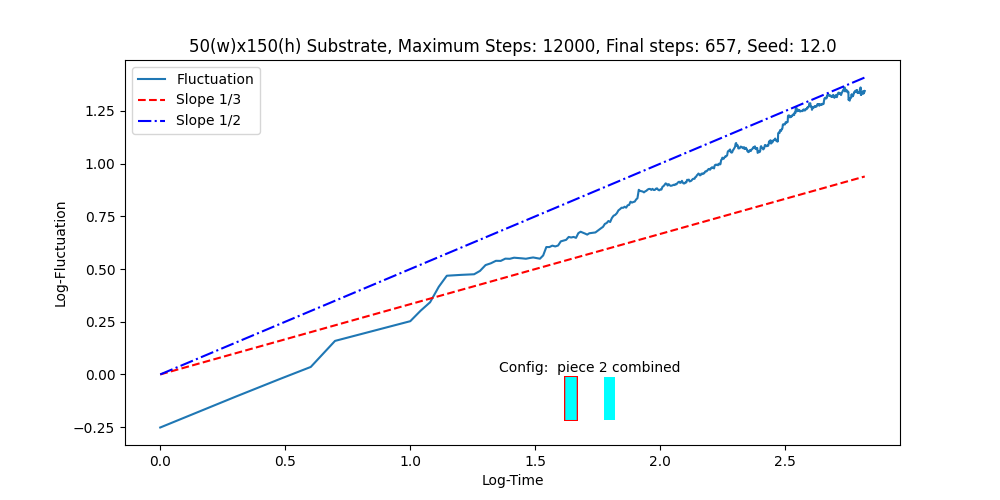 50(w)x150(h) Substrate, Maximum Steps: 12000, Final steps: 657, Seed: 12.0
Fluctuation
Slope 1/3
Slope 1/2
1.25
1.00
0.75
0.50
0.25
0.00
−0.25
Log-Fluctuation
Config:  piece 2 combined
0.0 0.5 1.0 1.5 2.0 2.5
Log-Time